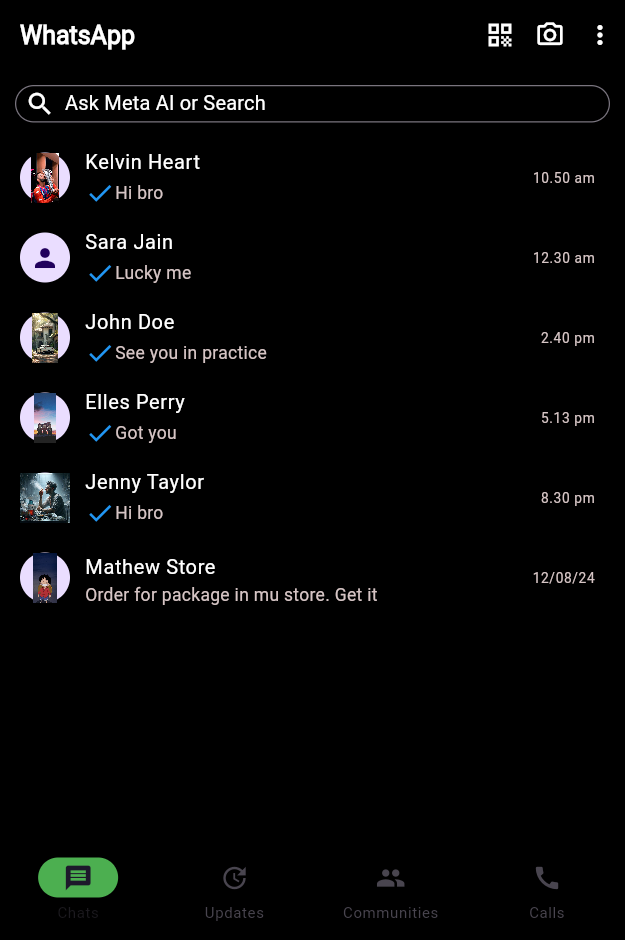 WhatsApp
Ask Meta AI or Search
Kelvin Heart
10.50 am
Hi bro
Sara Jain
12.30 am
Lucky me
John Doe
2.40 pm
See you in practice
Elles Perry
5.13 pm
Got you
Jenny Taylor
8.30 pm
Hi bro
Mathew Store
12/08/24
Order for package in mu store. Get it
Chats
Updates
Communities
Calls